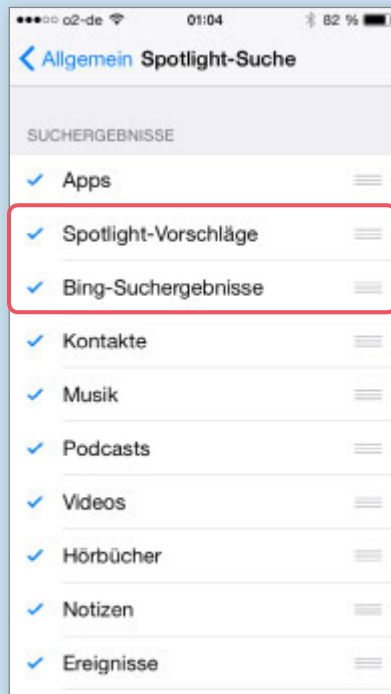 o2-de 01:04 82 %
Allgemein Spotlight-Suche
SUCHERGEBNISSE
Apps
Spotlight-Vorschläge
Bing-Suchergebnisse
Kontakte
Musik
Podcasts
Videos
Hörbücher
Notizen
Ereignisse